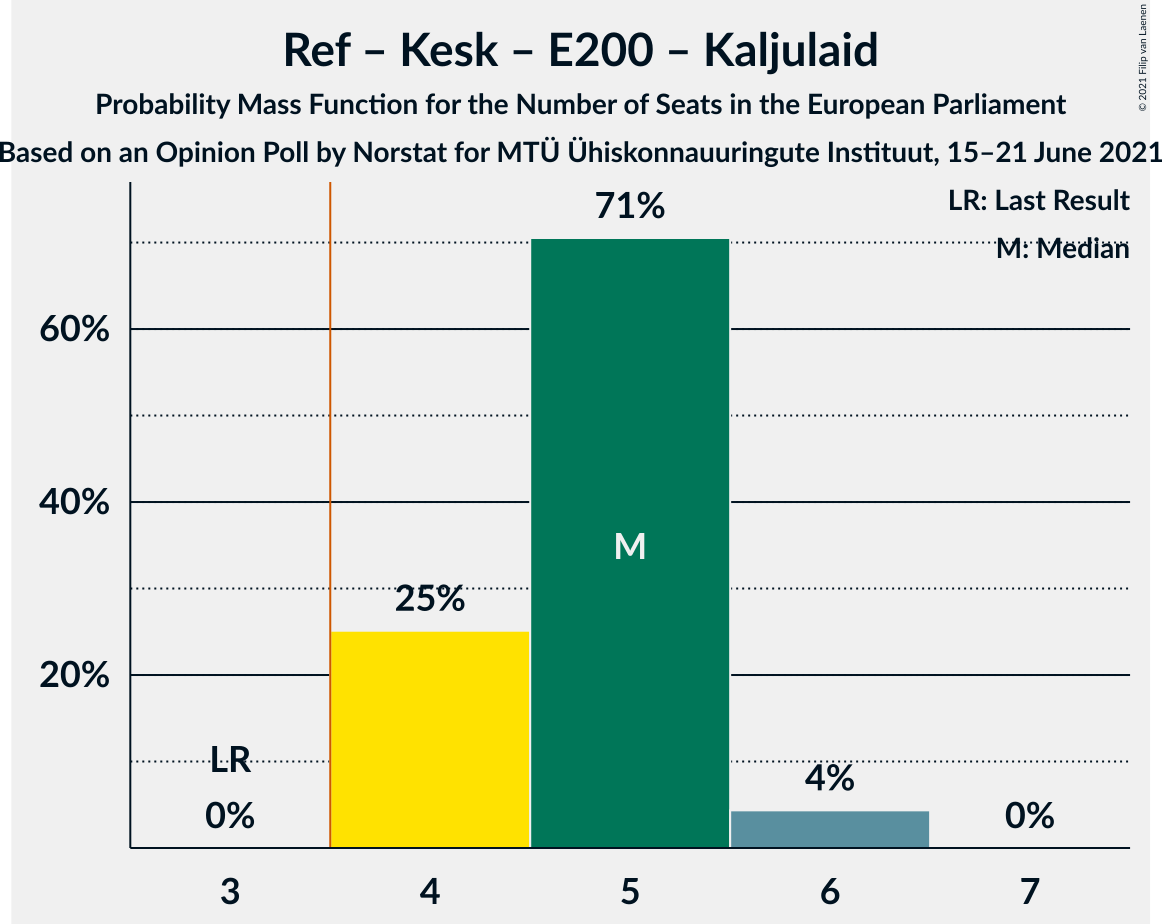 Ref – Kesk – E200 – Kaljulaid
Probability Mass Function for the Number of Seats in the European Parliament
Based on an Opinion Poll by Norstat for MTÜ Ühiskonnauuringute Instituut, 15–21 June 2021
© 2021 Filip van Laenen
LR: Last Result
M: Median
71%
60%
40%
M
25%
20%
LR
4%
0%
0%
3 4 5 6 7